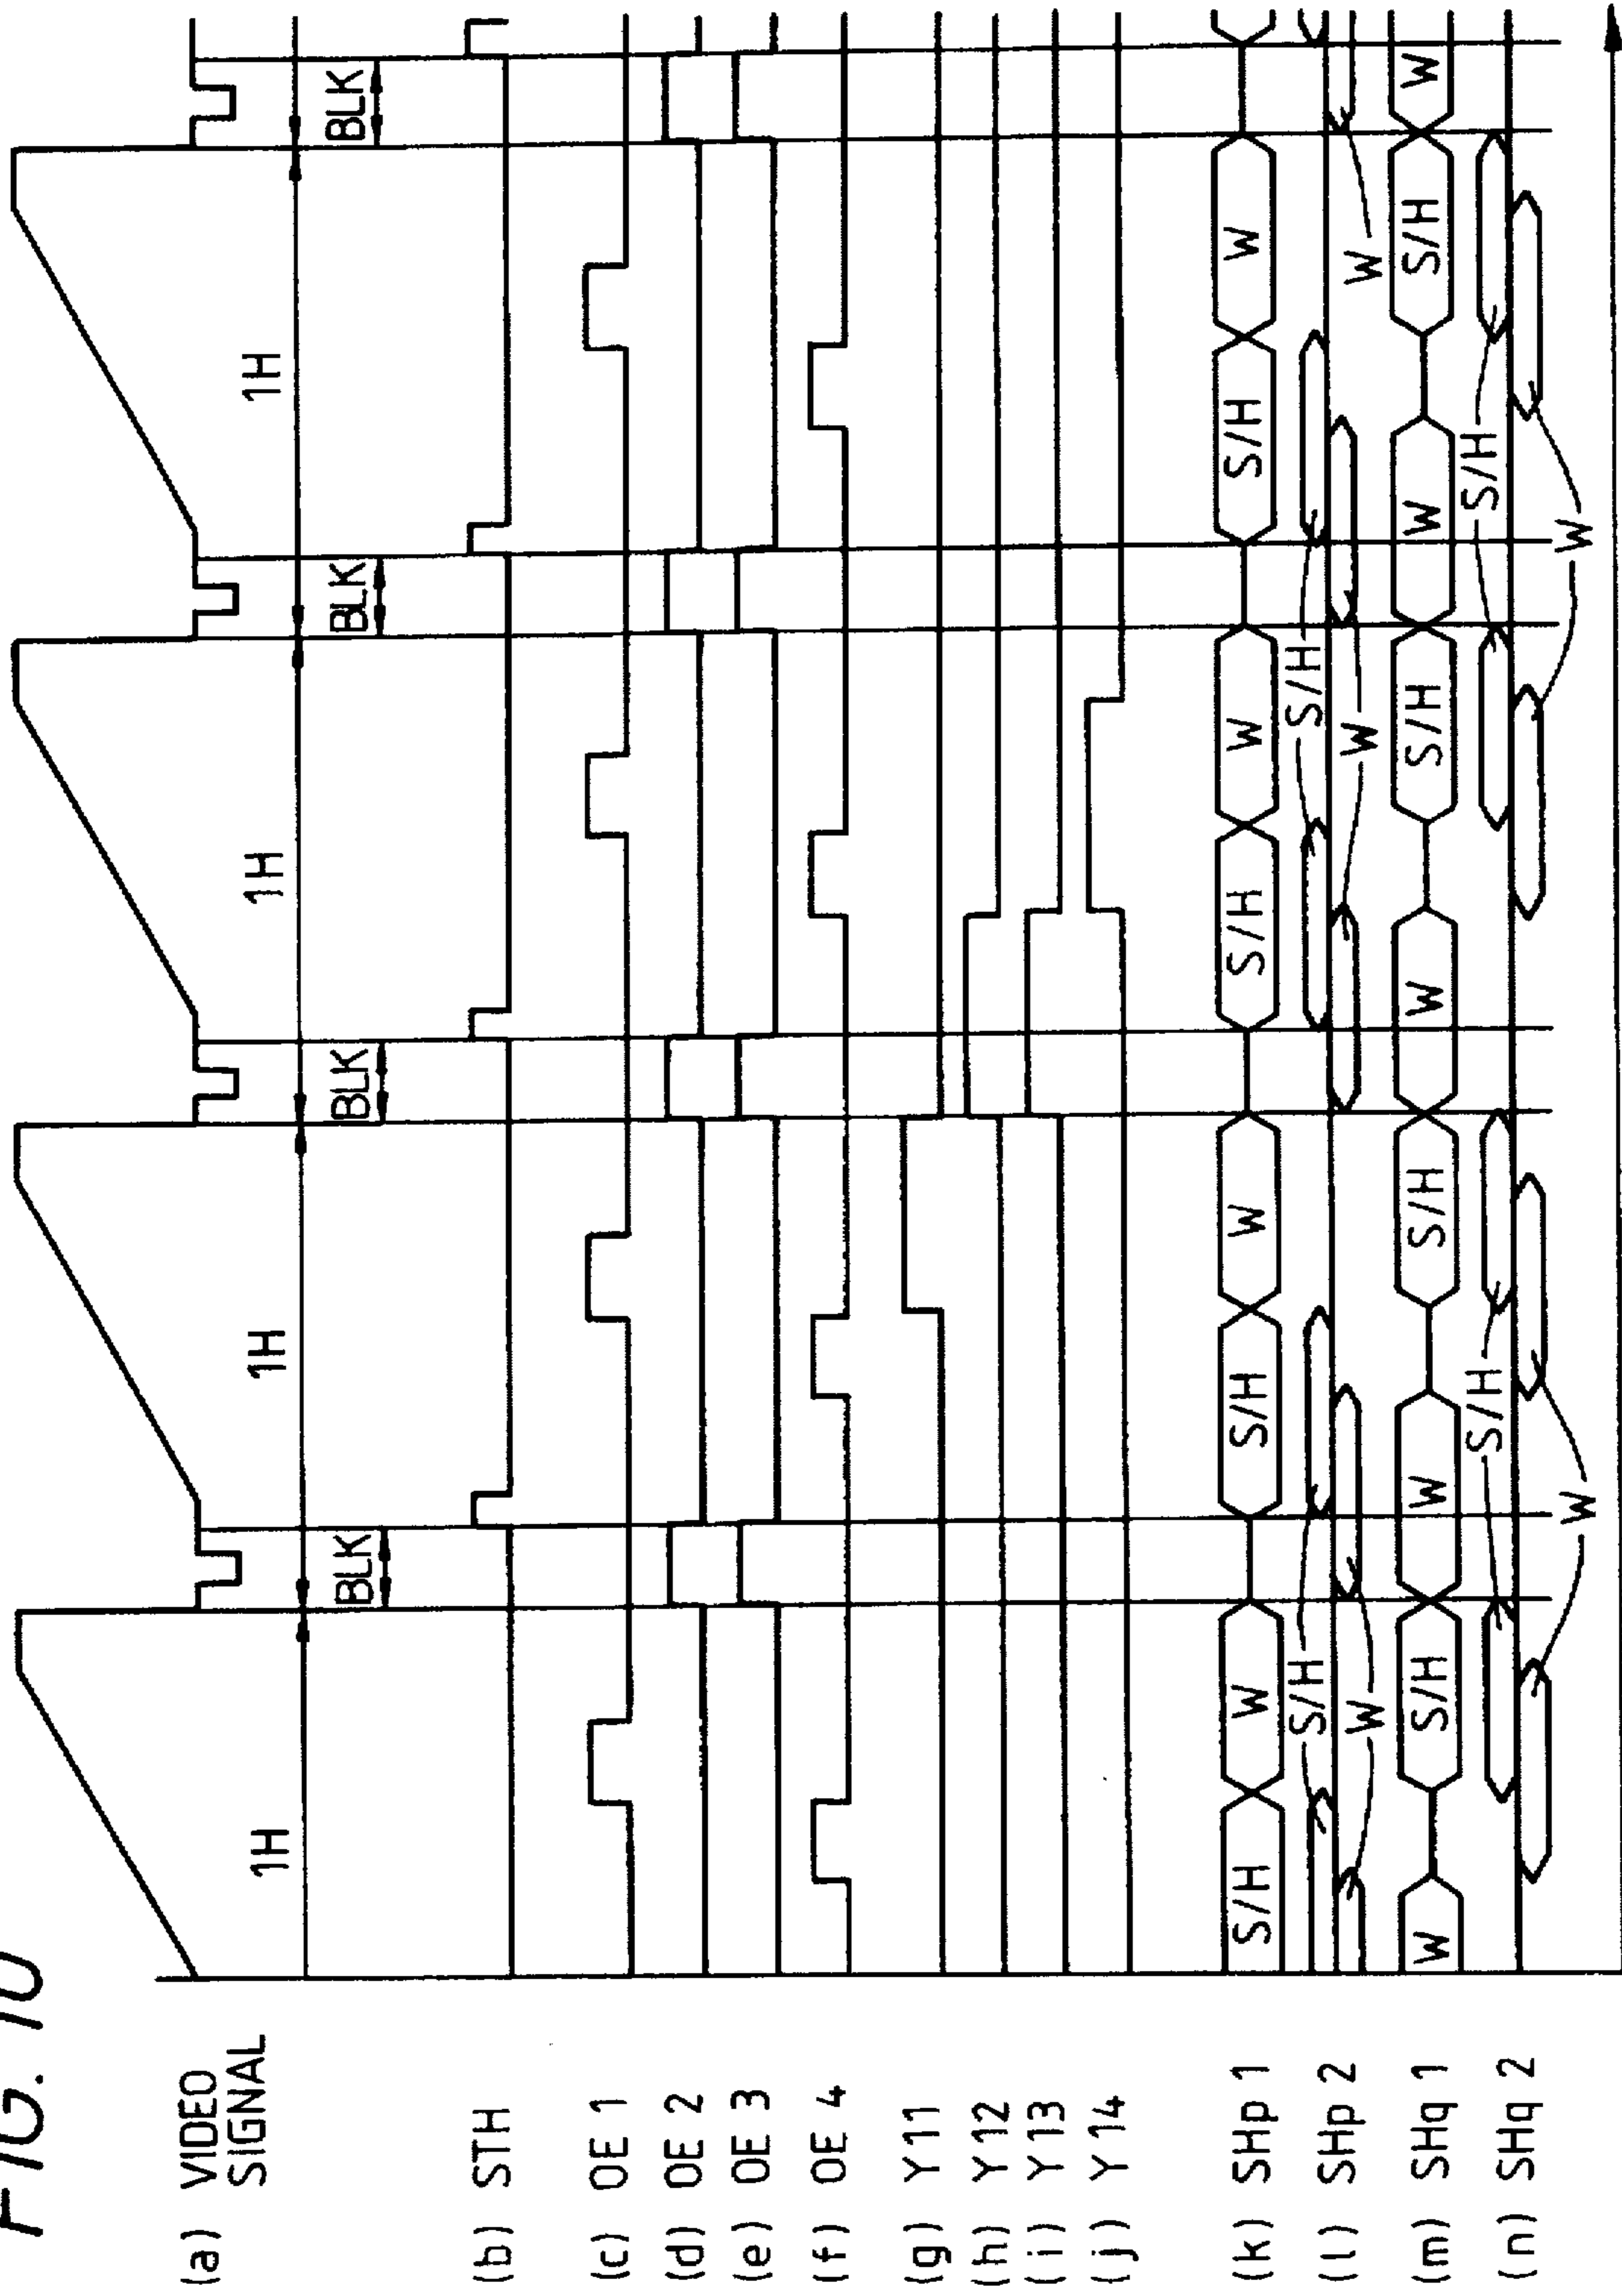 FIG. 10
(a) VIDEO
SIGNAL
1H 1H 1H 1H
BLK BLK BLK BLK
(b) STH
(c) OE 1
(d) OE 2
(e) OE 3
(f) OE 4
(g) Y11
(h) Y12
(i) Y13
(j) Y14
(k) SHp 1 S/H W S/H W S/H W S/H W
S/H S/H
(l) SHp 2
W W W
(m) SHq 1 W S/H W S/H W S/H W S/H W
S/H S/H
(n) SHq 2
W W